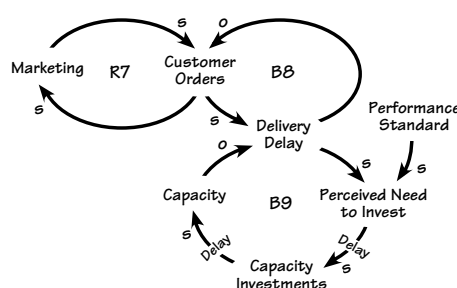 s
o
Marketing
R7
Customer
Orders
B8
s
s
Performance
Standard
Delivery
Delay
o
s
s
Capacity
B9
Perceived Need
to Invest
s
Delay
Delay
s
Capacity
Investments